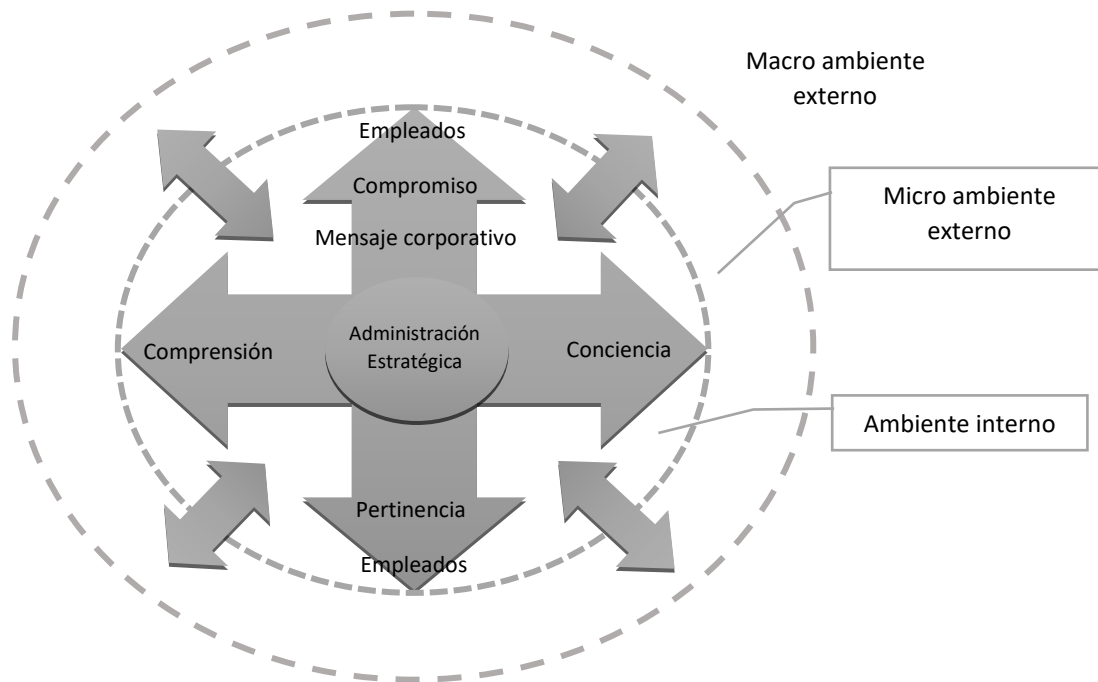 Macro ambiente
externo
Empleados
Compromiso
Mensaje corporativo
Micro ambiente
externo
Comprensión
Administración
Estratégica
Conciencia
Ambiente interno
Pertinencia
Empleados